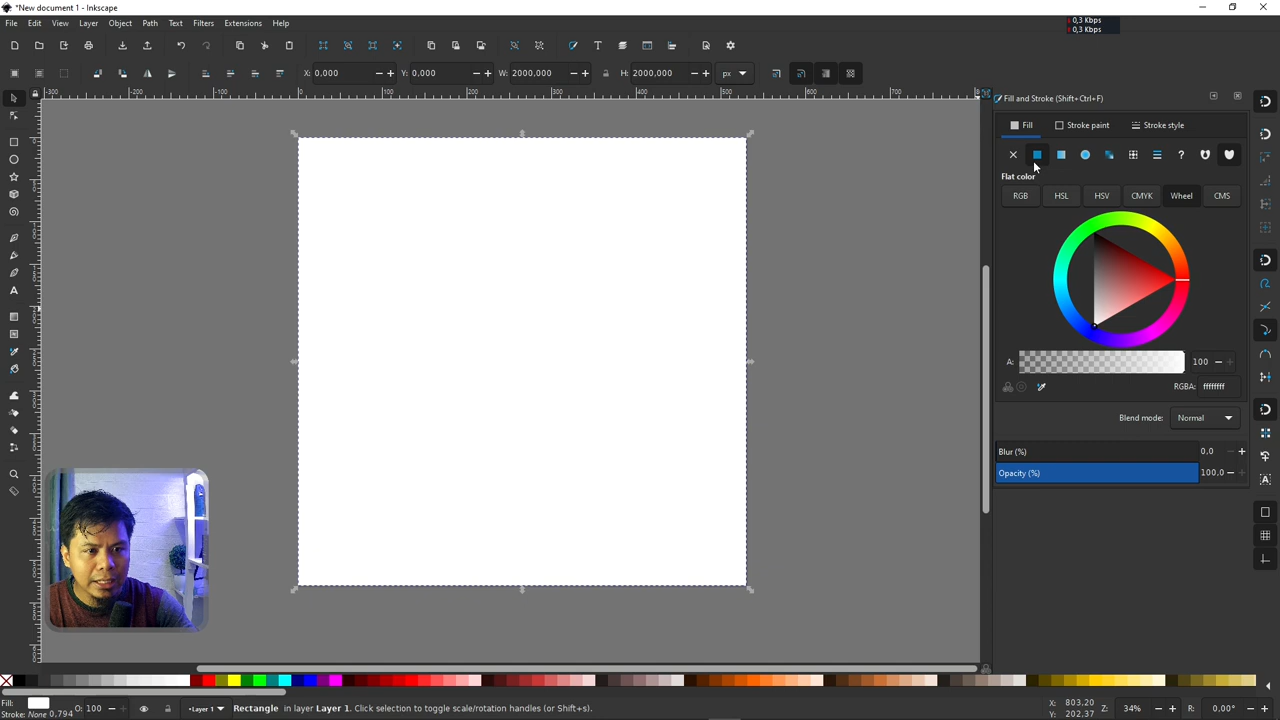 *New document 1 - Inkscape
File Edit View Layer Object Path Text Filters Extensions Help
0,3 Kbps
0,3 Kbps
X: 0,000 Y: 0,000 W: 2000,000 H: 2000,000 px
Fill and Stroke (Shift+Ctrl+F)
Fill Stroke paint Stroke style
Flat color
RGB HSL HSV CMYK Wheel CMS
A: 100
RGBA: ffffffff
Blend mode: Normal
Blur (%) 0,0
Opacity (%) 100,0
Fill: O: 100 Layer 1 Rectangle in layer Layer 1. Click selection to toggle scale/rotation handles (or Shift+s).
Stroke: None 0,794
X: 803,20
Y: 202,37
Z: 34% R: 0,00°